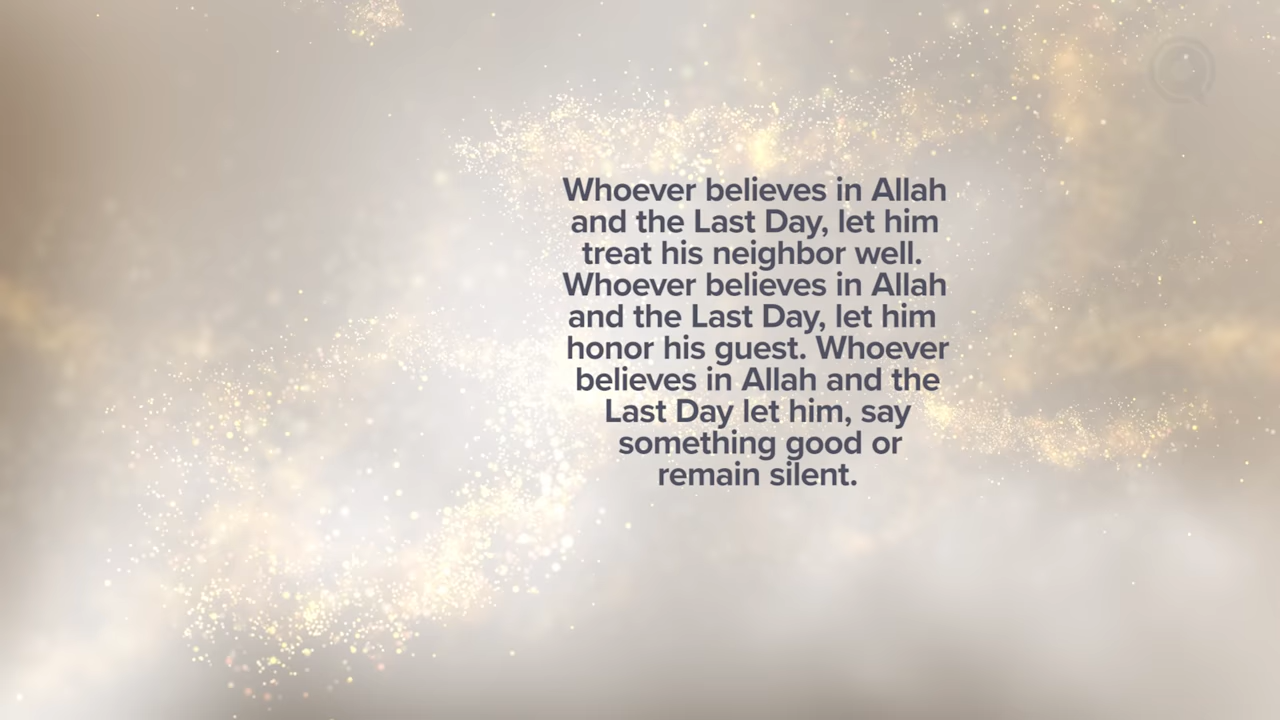 Whoever believes in Allah
and the Last Day, let him
treat his neighbor well.
Whoever believes in Allah
and the Last Day, let him
honor his guest. Whoever
believes in Allah and the
Last Day let him, say
something good or
remain silent.